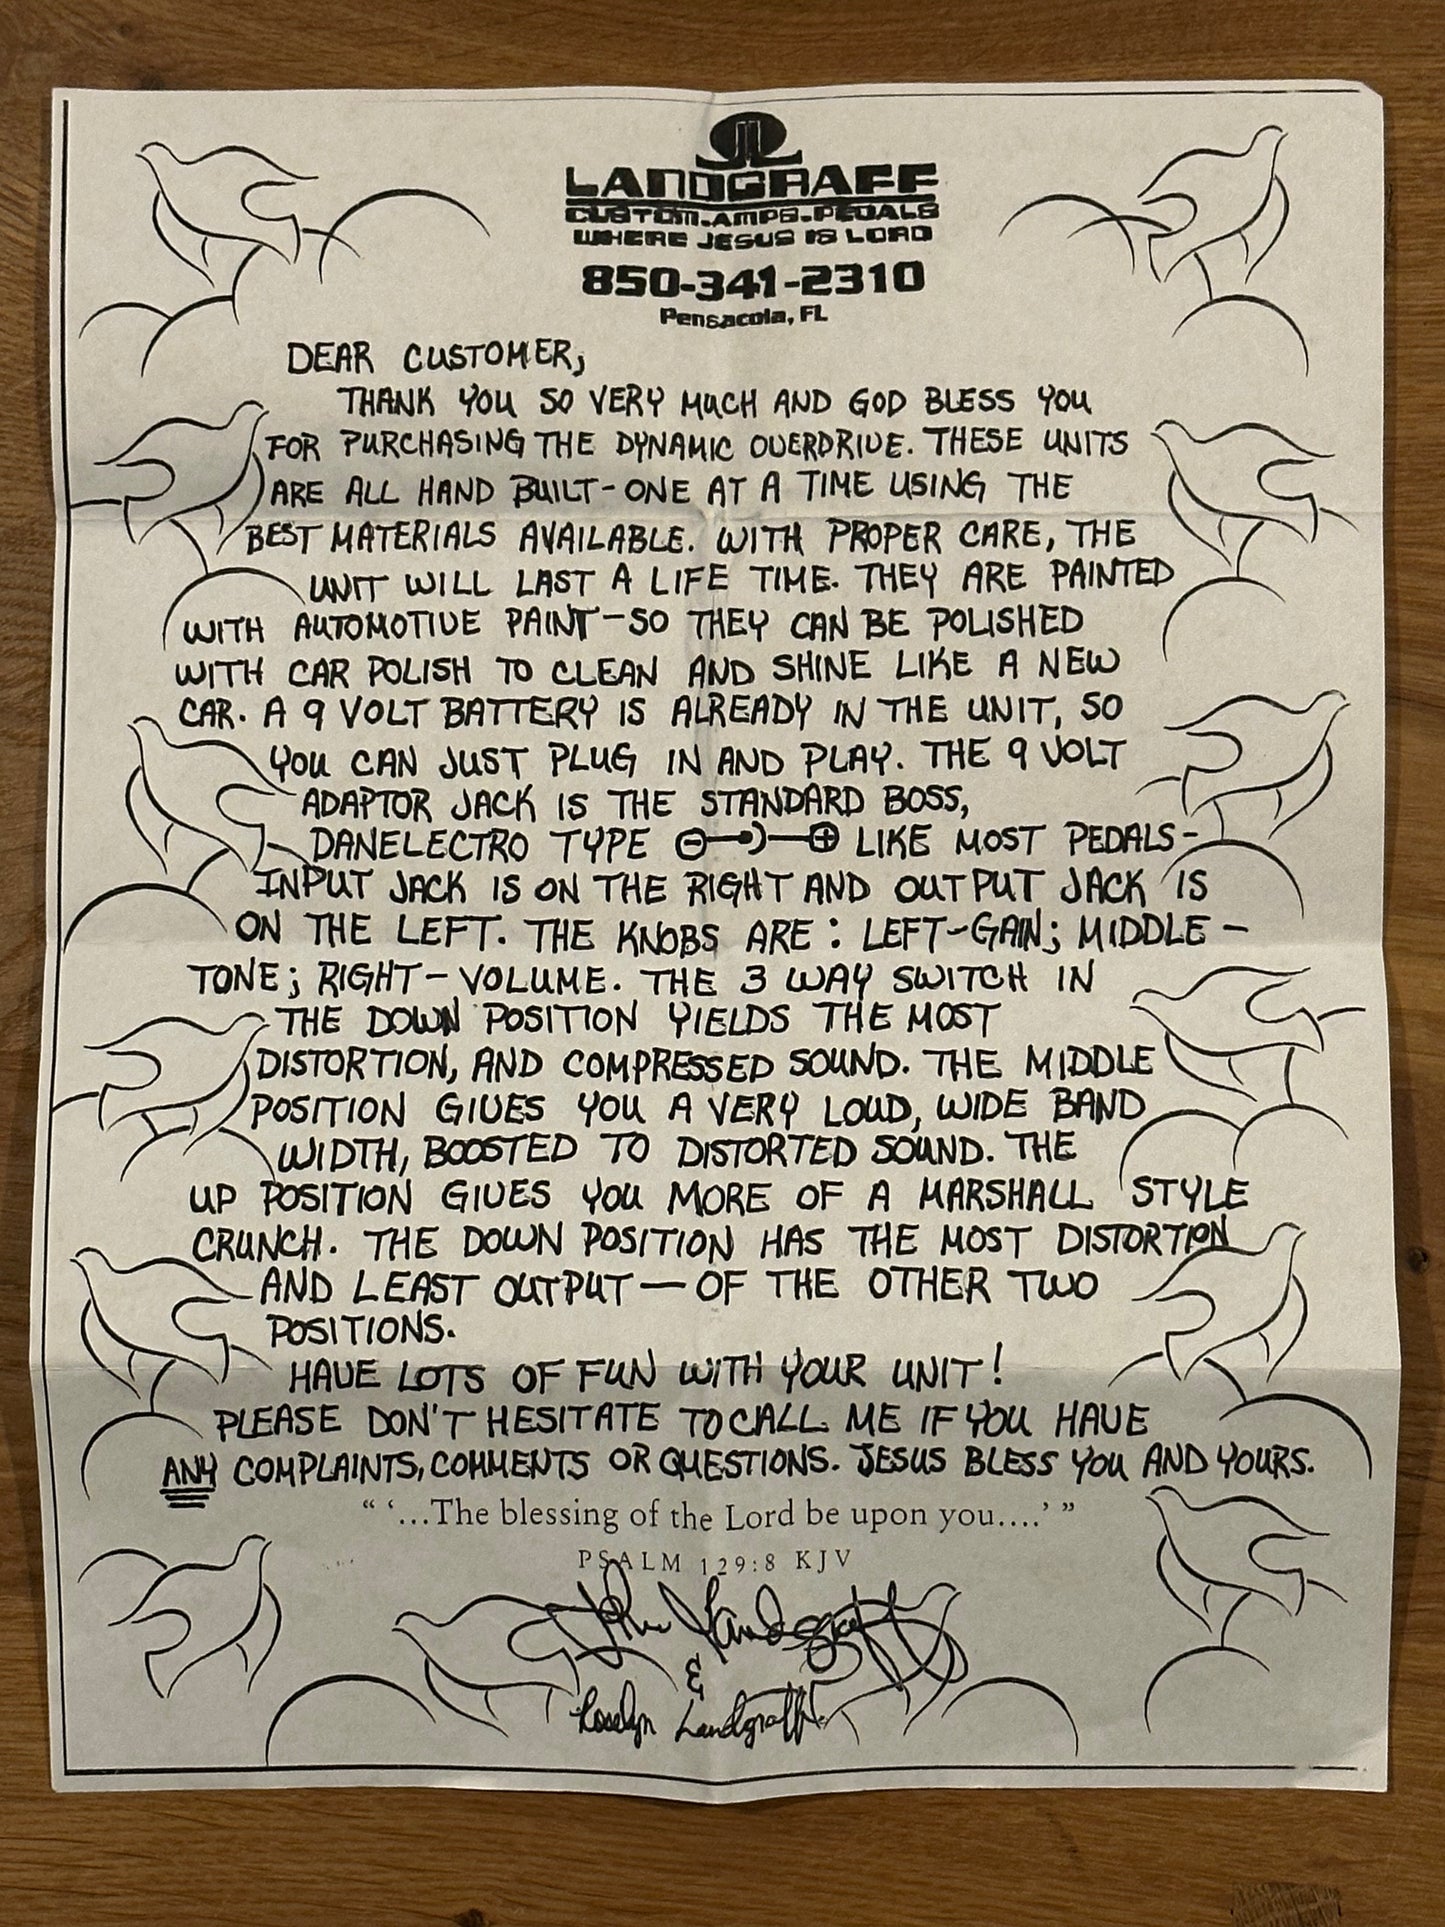 JL
LANDGRAFF
CUSTOM.AMPS.PEDALS
WHERE JESUS IS LORD
850-341-2310
Pensacola, FL
DEAR CUSTOMER,
THANK YOU SO VERY MUCH AND GOD BLESS YOU
FOR PURCHASING THE DYNAMIC OVERDRIVE. THESE UNITS
ARE ALL HAND BUILT-ONE AT A TIME USING THE
BEST MATERIALS AVAILABLE. WITH PROPER CARE, THE
UNIT WILL LAST A LIFE TIME. THEY ARE PAINTED
WITH AUTOMOTIVE PAINT-SO THEY CAN BE POLISHED
WITH CAR POLISH TO CLEAN AND SHINE LIKE A NEW
CAR. A 9 VOLT BATTERY IS ALREADY IN THE UNIT, SO
YOU CAN JUST PLUG IN AND PLAY. THE 9 VOLT
ADAPTOR JACK IS THE STANDARD BOSS,
DANELECTRO TYPE ⊖-•)-⊕ LIKE MOST PEDALS-
INPUT JACK IS ON THE RIGHT AND OUTPUT JACK IS
ON THE LEFT. THE KNOBS ARE: LEFT-GAIN; MIDDLE-
TONE; RIGHT-VOLUME. THE 3 WAY SWITCH IN
THE DOWN POSITION YIELDS THE MOST
DISTORTION, AND COMPRESSED SOUND. THE MIDDLE
POSITION GIVES YOU A VERY LOUD, WIDE BAND
WIDTH, BOOSTED TO DISTORTED SOUND. THE
UP POSITION GIVES YOU MORE OF A MARSHALL STYLE
CRUNCH. THE DOWN POSITION HAS THE MOST DISTORTION
AND LEAST OUTPUT—OF THE OTHER TWO
POSITIONS.
HAVE LOTS OF FUN WITH YOUR UNIT!
PLEASE DON'T HESITATE TO CALL ME IF YOU HAVE
ANY COMPLAINTS, COMMENTS OR QUESTIONS. JESUS BLESS YOU AND YOURS.
“ ‘...The blessing of the Lord be upon you....’ ”
PSALM 129:8 KJV
John Landgraff
&
Roselyn Landgraff